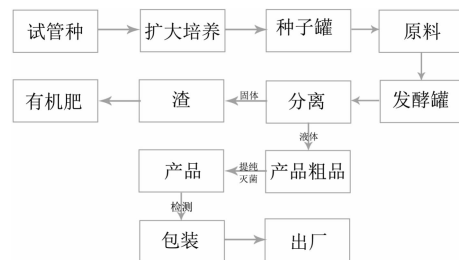 试管种
扩大培养
种子罐
原料
有机肥
渣
固体
分离
发酵罐
液体
产品
提纯
灭菌
产品粗品
检测
包装
出厂